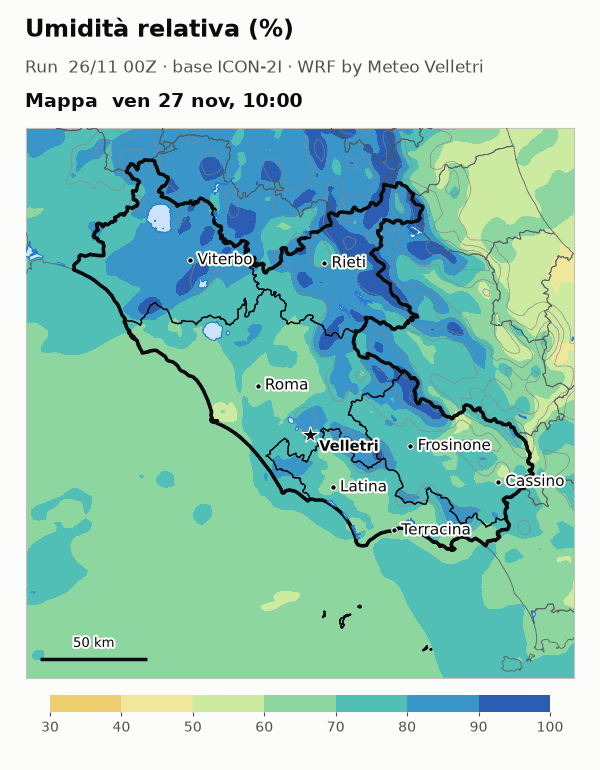 Umidità relativa (%)
Run  26/11 00Z · base ICON-2I · WRF by Meteo Velletri
Mappa  ven 27 nov, 10:00
Viterbo
Rieti
Roma
Velletri
Frosinone
Latina
Cassino
Terracina
50 km
30 40 50 60 70 80 90 100